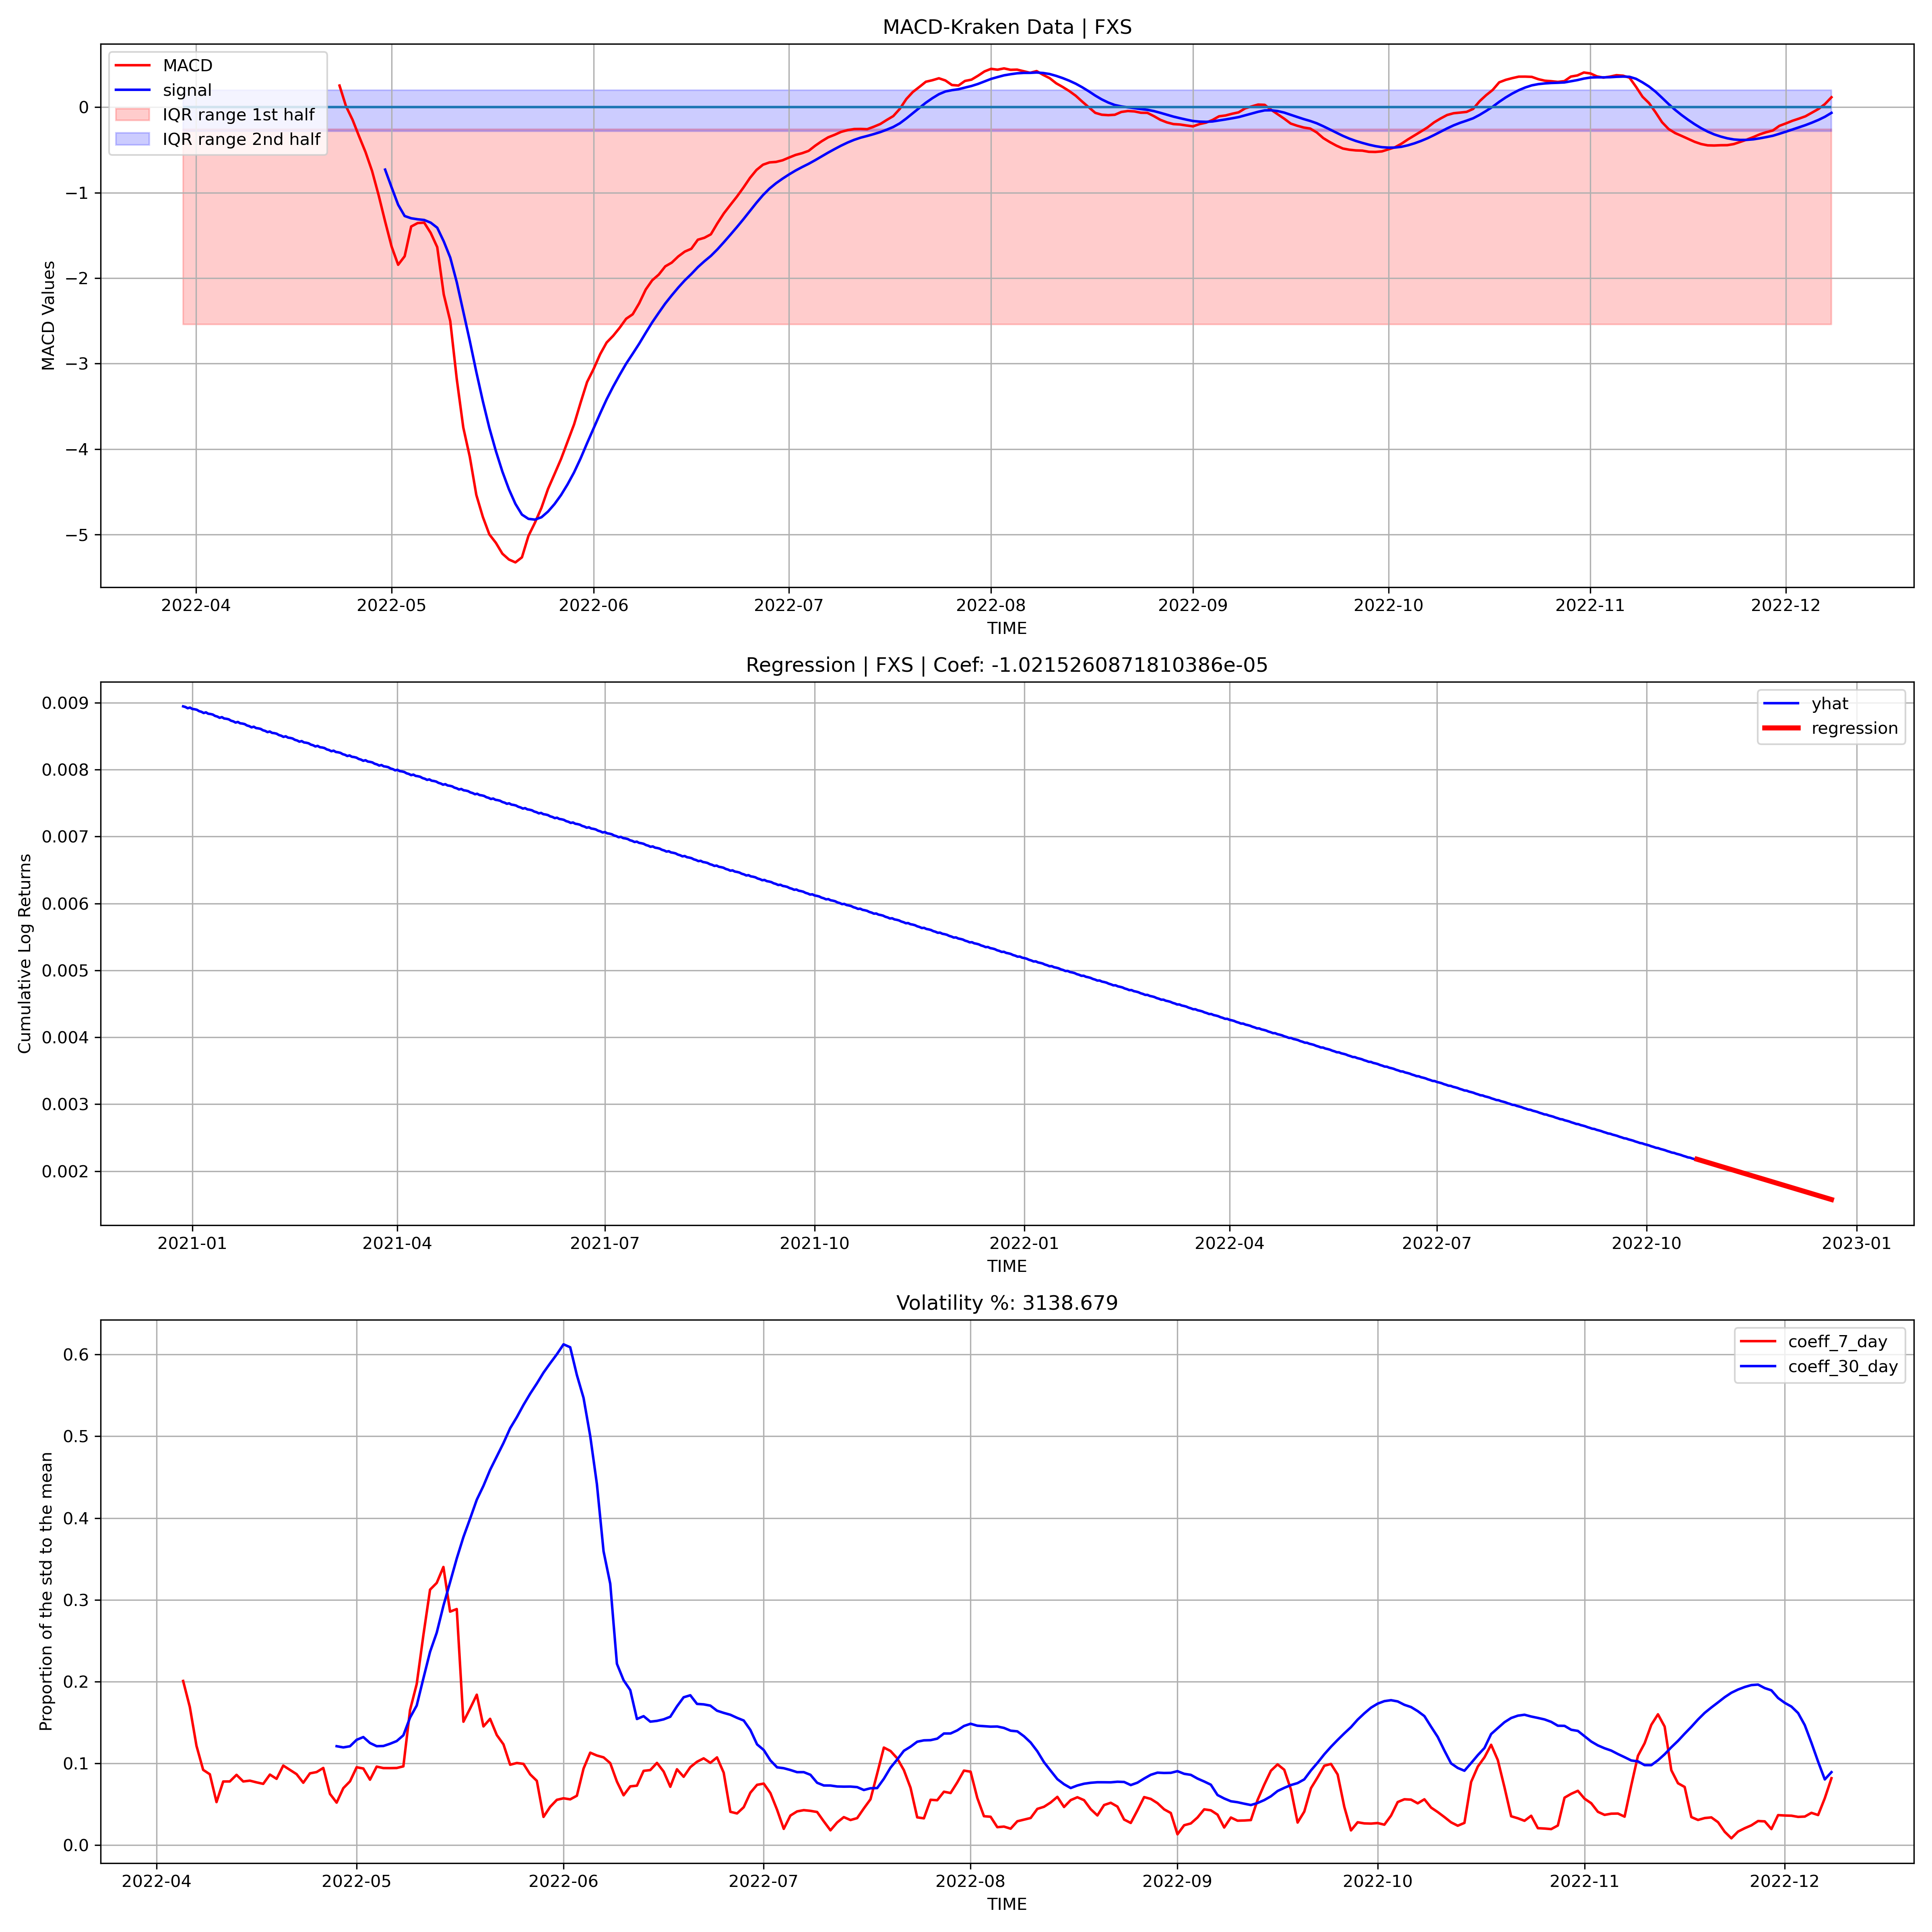 MACD-Kraken Data | FXS
MACD
signal
IQR range 1st half
IQR range 2nd half
MACD Values
0
−1
−2
−3
−4
−5
2022-04 2022-05 2022-06 2022-07 2022-08 2022-09 2022-10 2022-11 2022-12
TIME
Regression | FXS | Coef: -1.0215260871810386e-05
yhat
regression
Cumulative Log Returns
0.009
0.008
0.007
0.006
0.005
0.004
0.003
0.002
2021-01 2021-04 2021-07 2021-10 2022-01 2022-04 2022-07 2022-10 2023-01
TIME
Volatility %: 3138.679
coeff_7_day
coeff_30_day
Proportion of the std to the mean
0.6
0.5
0.4
0.3
0.2
0.1
0.0
2022-04 2022-05 2022-06 2022-07 2022-08 2022-09 2022-10 2022-11 2022-12
TIME